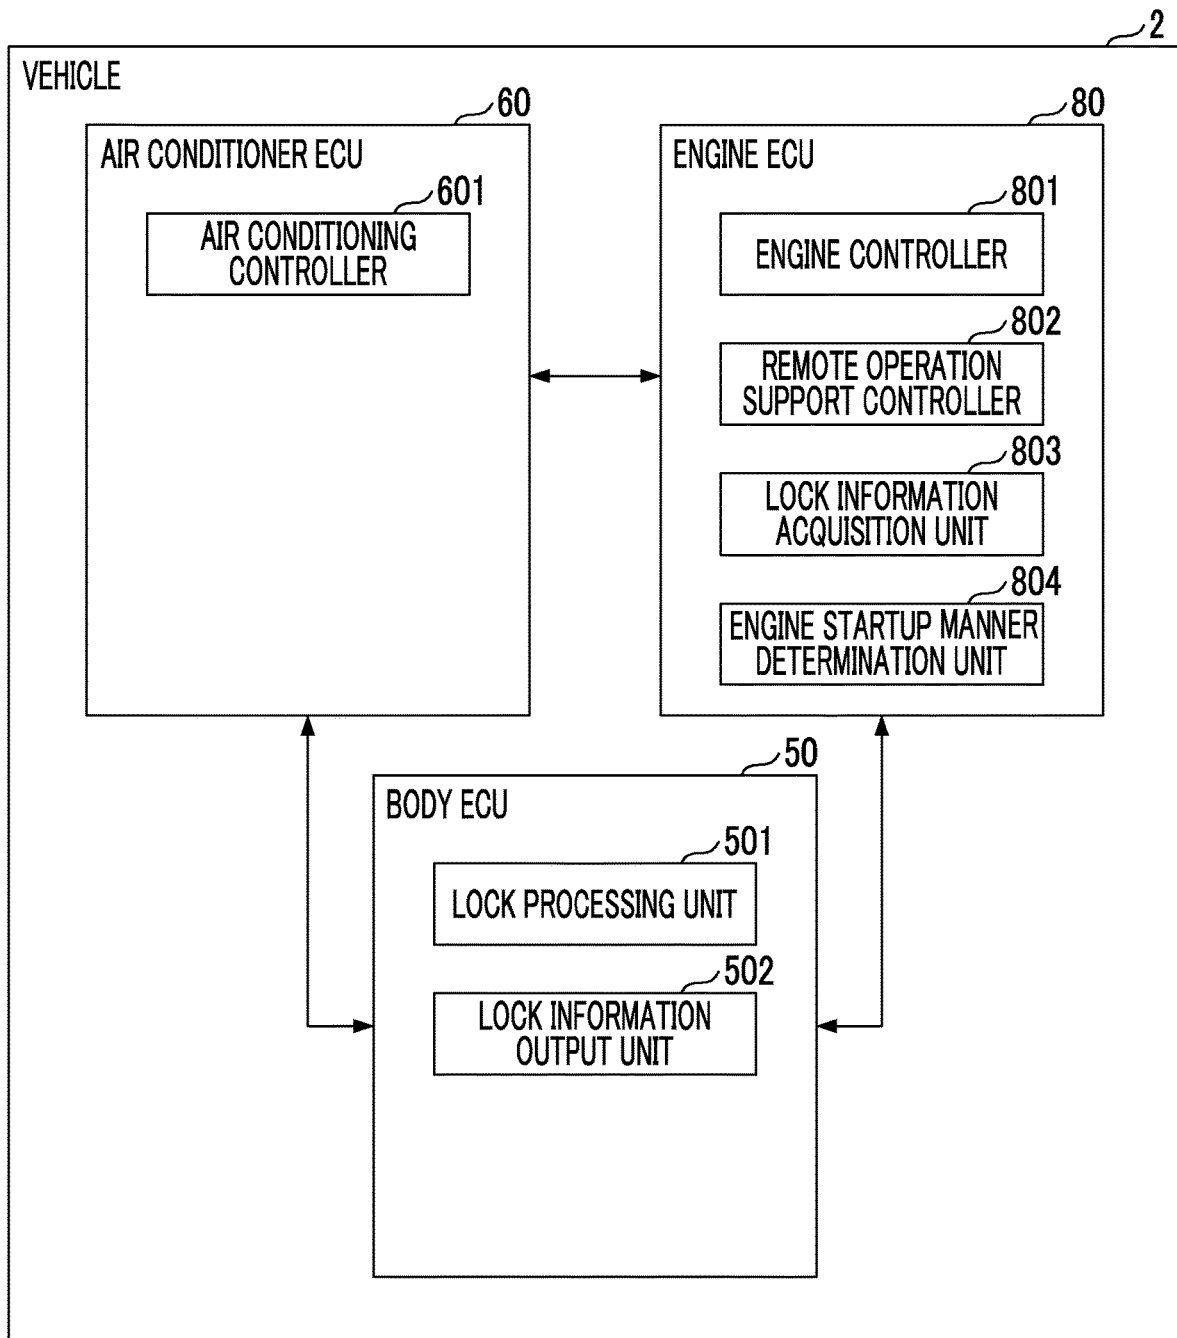 2
VEHICLE
60
AIR CONDITIONER ECU
601
AIR CONDITIONING
CONTROLLER
80
ENGINE ECU
801
ENGINE CONTROLLER
802
REMOTE OPERATION
SUPPORT CONTROLLER
803
LOCK INFORMATION
ACQUISITION UNIT
804
ENGINE STARTUP MANNER
DETERMINATION UNIT
50
BODY ECU
501
LOCK PROCESSING UNIT
502
LOCK INFORMATION
OUTPUT UNIT